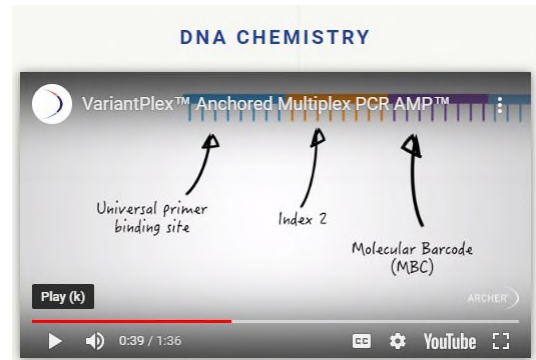 DNA CHEMISTRY
VariantPlex™ Anchored Multiplex PCR AMP™
Universal primer
binding site
Index 2
Molecular Barcode
(MBC)
Play (k)
ARCHER
0:39 / 1:36
CC
YouTube